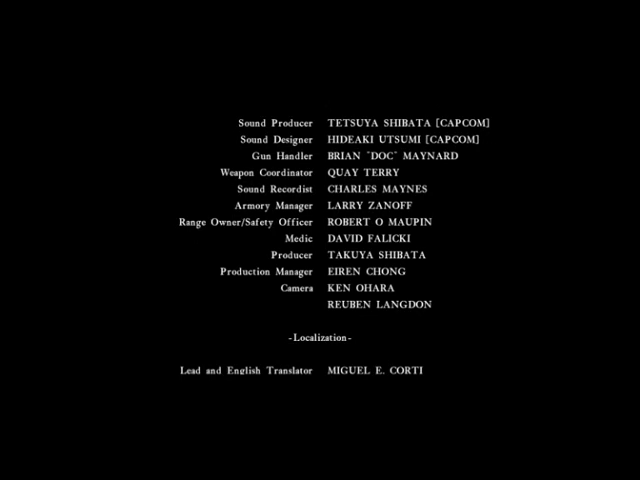 Sound Producer TETSUYA SHIBATA [CAPCOM]
Sound Designer HIDEAKI UTSUMI [CAPCOM]
Gun Handler BRIAN "DOC" MAYNARD
Weapon Coordinator QUAY TERRY
Sound Recordist CHARLES MAYNES
Armory Manager LARRY ZANOFF
Range Owner/Safety Officer ROBERT O MAUPIN
Medic DAVID FALICKI
Producer TAKUYA SHIBATA
Production Manager EIREN CHONG
Camera KEN OHARA
REUBEN LANGDON
-Localization-
Lead and English Translator MIGUEL E. CORTI